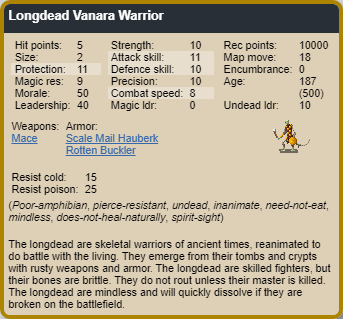 Longdead Vanara Warrior
Hit points: 5 Strength: 10 Rec points: 10000
Size: 2 Attack skill: 11 Map move: 18
Protection: 11 Defence skill: 10 Encumbrance: 0
Magic res: 9 Precision: 10 Age: 187
Morale: 50 Combat speed: 8 (500)
Leadership: 40 Magic ldr: 0 Undead ldr: 10
Weapons: Armor:
Mace Scale Mail Hauberk
Rotten Buckler
Resist cold: 15
Resist poison: 25
(Poor-amphibian, pierce-resistant, undead, inanimate, need-not-eat,
mindless, does-not-heal-naturally, spirit-sight)
The longdead are skeletal warriors of ancient times, reanimated to
do battle with the living. They emerge from their tombs and crypts
with rusty weapons and armor. The longdead are skilled fighters, but
their bones are brittle. They do not rout unless their master is killed.
The longdead are mindless and will quickly dissolve if they are
broken on the battlefield.